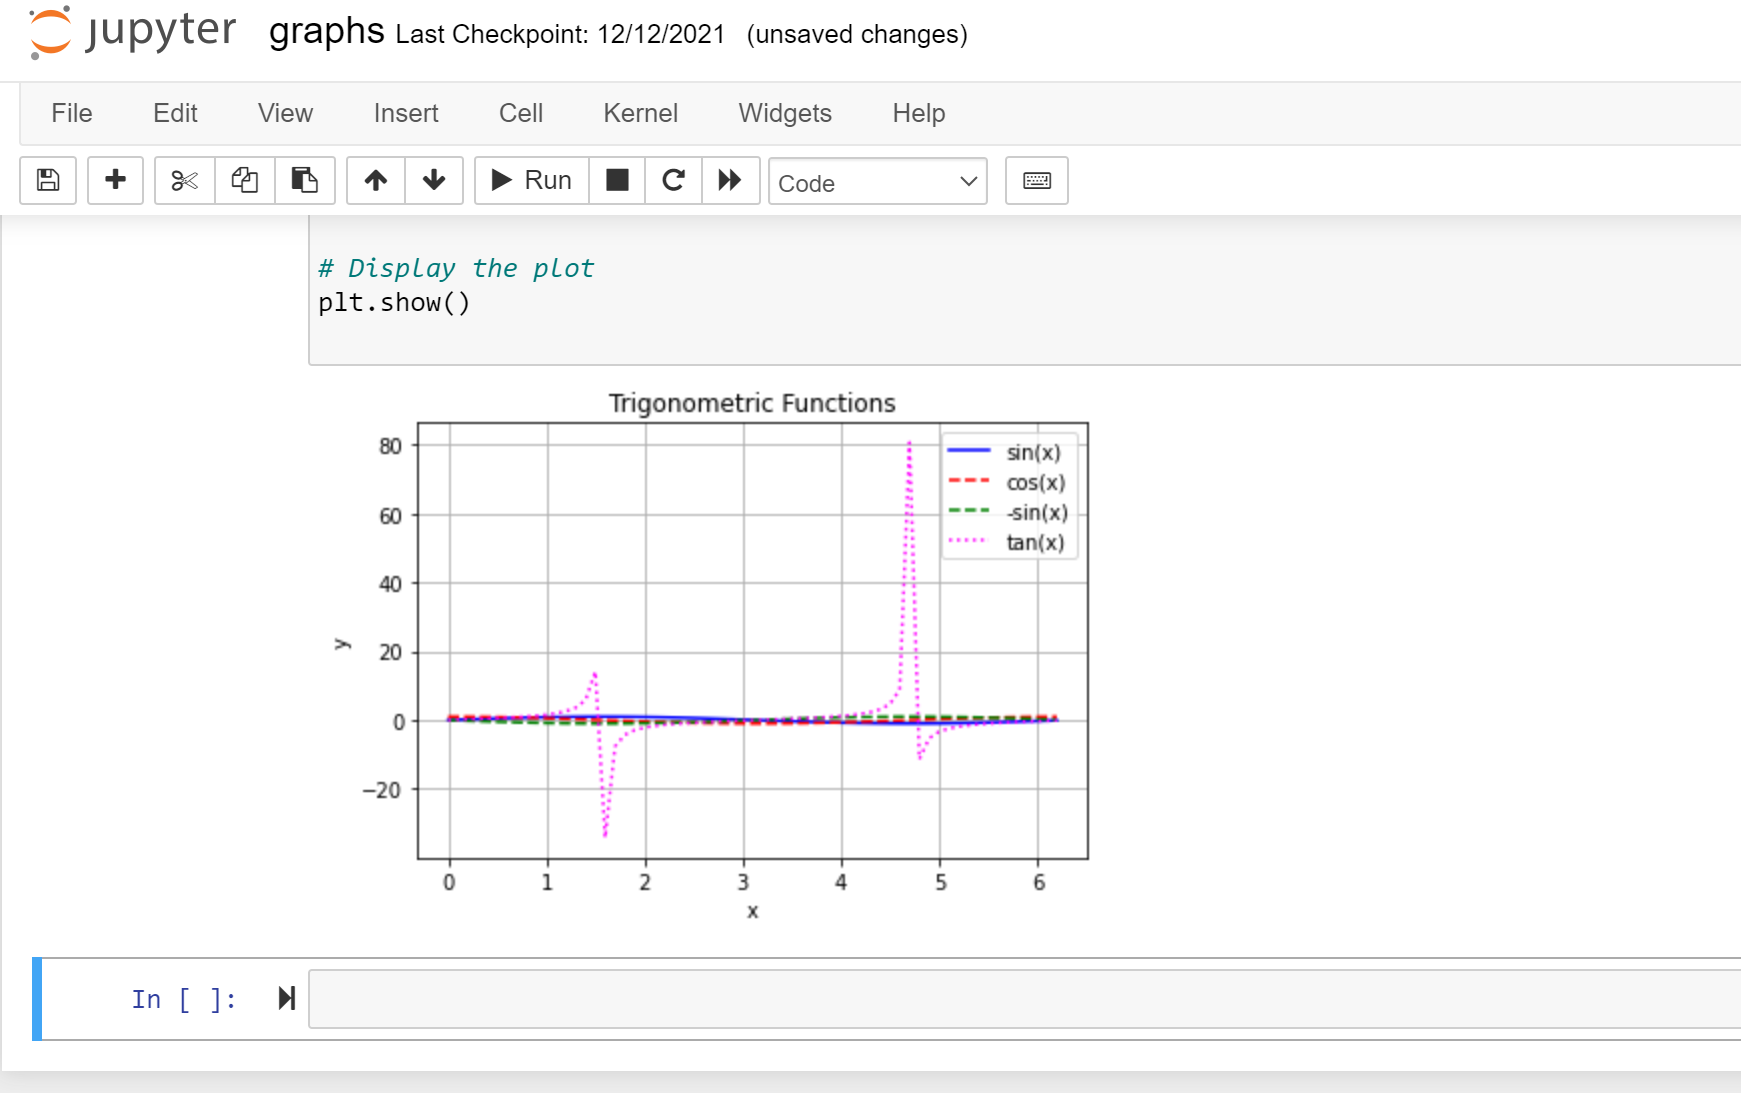 jupyter graphs Last Checkpoint: 12/12/2021 (unsaved changes)
File Edit View Insert Cell Kernel Widgets Help
Run Code
# Display the plot
plt.show()
Trigonometric Functions
80
60
40
20
0
−20
y
sin(x)
cos(x)
-sin(x)
tan(x)
0 1 2 3 4 5 6
x
In [ ]: